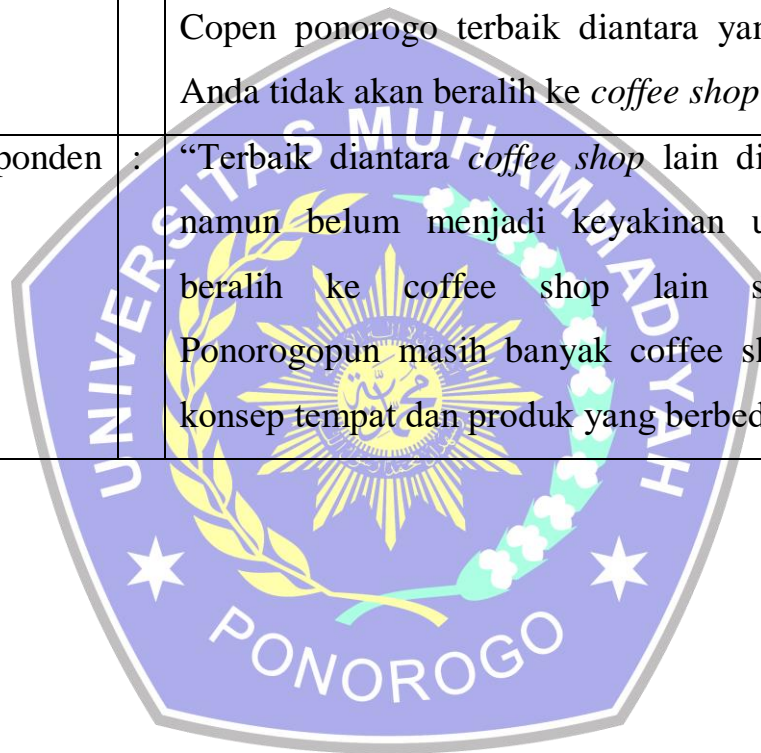 Copen ponorogo terbaik diantara yan
Anda tidak akan beralih ke coffee shop
ponden : “Terbaik diantara coffee shop lain di
namun belum menjadi keyakinan u
beralih ke coffee shop lain s
Ponorogopun masih banyak coffee sh
konsep tempat dan produk yang berbed
UNIVERSITAS MUHAMMADIYAH
PONOROGO